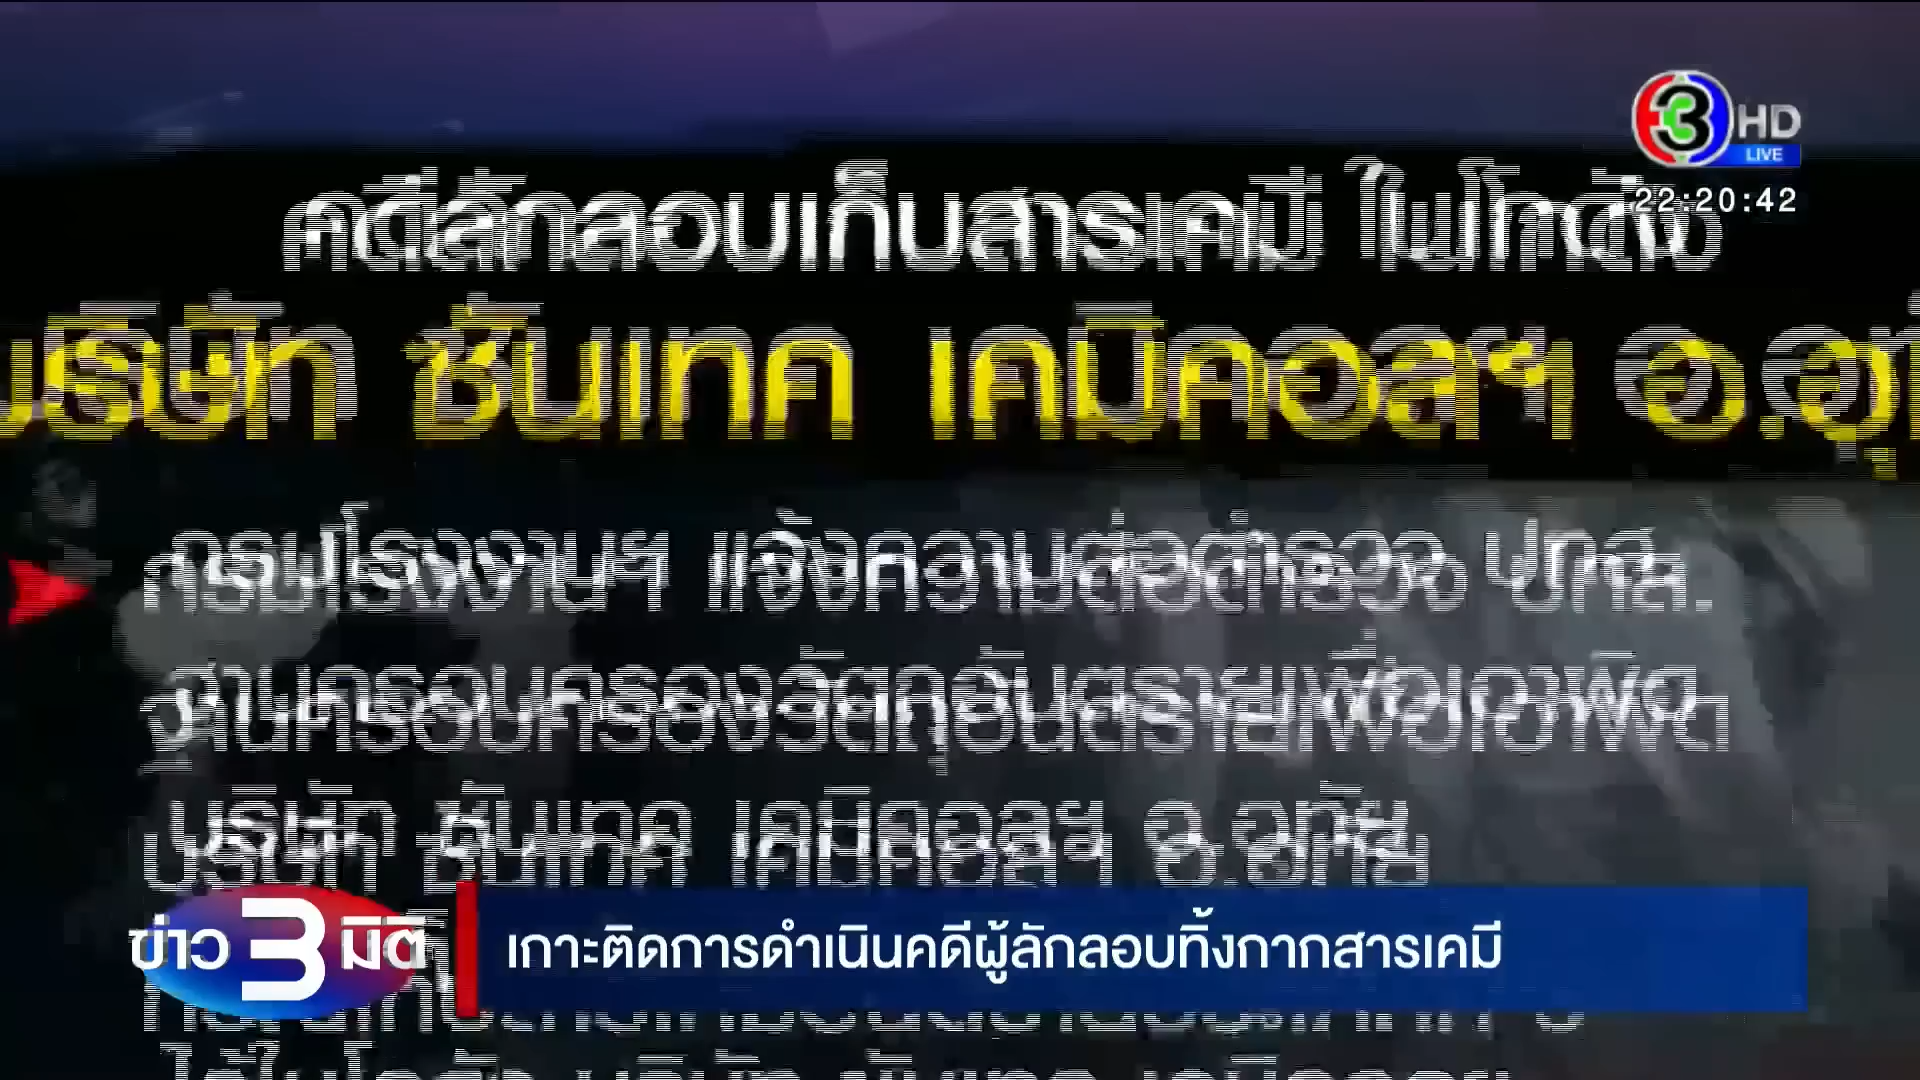 3 HD
LIVE
22:20:42
คดีลักลอบเก็บสารเคมี ในโกดัง
บริษัท ซันเทค เคมิคอลฯ อ.อุทั
กรมโรงงานฯ แจ้งความต่อตำรวจ ปทส.
ฐานครอบครองวัตถุอันตรายเพื่อเอาผิด
บริษัท ซันเทค เคมิคอลฯ อ.อุทัย
ข่าว 3 มิติ
เกาะติดการดำเนินคดีผู้ลักลอบทิ้งกากสารเคมี